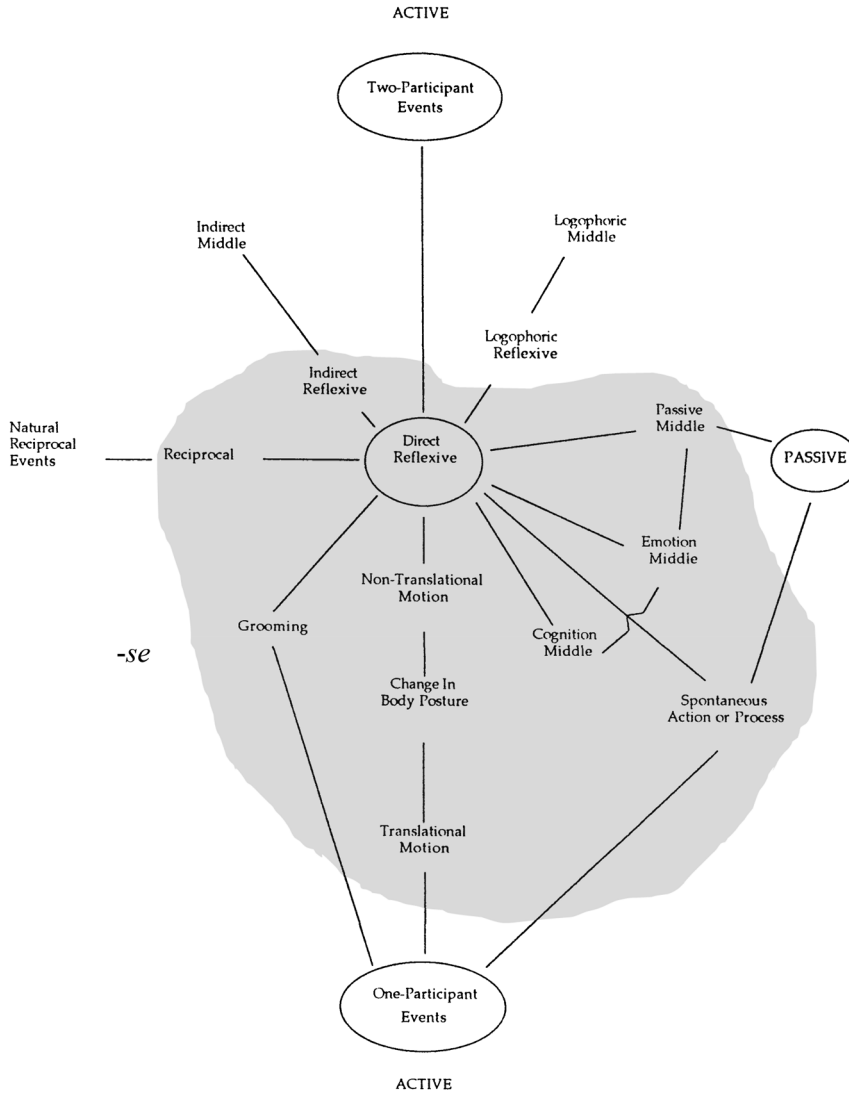 ACTIVE
Two-Participant
Events
Indirect
Middle
Logophoric
Middle
Logophoric
Reflexive
Indirect
Reflexive
Natural
Reciprocal
Events
Reciprocal
Direct
Reflexive
Passive
Middle
PASSIVE
Emotion
Middle
Non-Translational
Motion
Grooming
Cognition
Middle
-se
Change In
Body Posture
Spontaneous
Action or Process
Translational
Motion
One-Participant
Events
ACTIVE